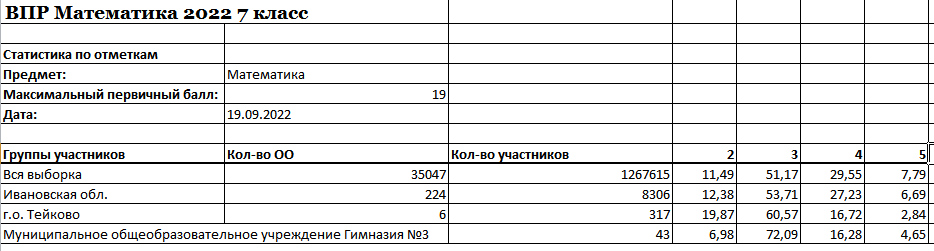 ВПР Математика 2022 7 класс
Статистика по отметкам
Предмет: Математика
Максимальный первичный балл: 19
Дата: 19.09.2022
Группы участников Кол-во ОО Кол-во участников 2 3 4 5
Вся выборка 35047 1267615 11,49 51,17 29,55 7,79
Ивановская обл. 224 8306 12,38 53,71 27,23 6,69
г.о. Тейково 6 317 19,87 60,57 16,72 2,84
Муниципальное общеобразовательное учреждение Гимназия №3 43 6,98 72,09 16,28 4,65